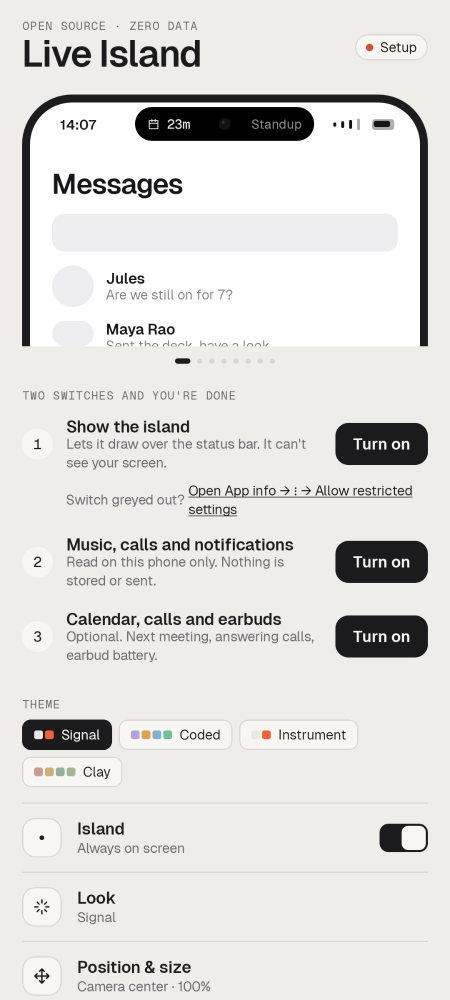 OPEN SOURCE · ZERO DATA
Live Island
Setup
14:07
23m
Standup
Messages
Jules
Are we still on for 7?
Maya Rao
Sent the deck, have a look
TWO SWITCHES AND YOU'RE DONE
1
Show the island
Lets it draw over the status bar. It can't
see your screen.
Turn on
Switch greyed out? Open App info → ⋮ → Allow restricted
settings
2
Music, calls and notifications
Read on this phone only. Nothing is
stored or sent.
Turn on
3
Calendar, calls and earbuds
Optional. Next meeting, answering calls,
earbud battery.
Turn on
THEME
Signal
Coded
Instrument
Clay
Island
Always on screen
Look
Signal
Position & size
Camera center · 100%